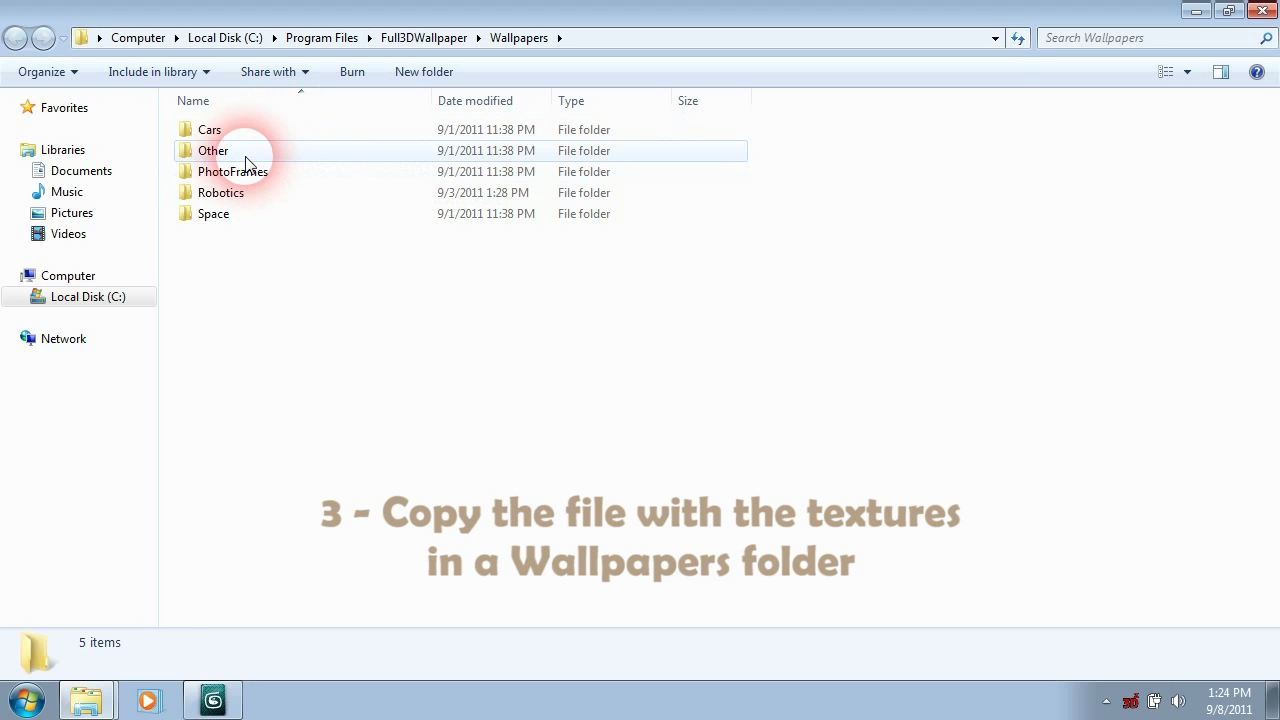 Computer Local Disk (C:) Program Files Full3DWallpaper Wallpapers
Search Wallpapers
Organize Include in library Share with Burn New folder
Favorites
Libraries
Documents
Music
Pictures
Videos
Computer
Local Disk (C:)
Network
Name Date modified Type Size
Cars 9/1/2011 11:38 PM File folder
Other 9/1/2011 11:38 PM File folder
PhotoFrames 9/1/2011 11:38 PM File folder
Robotics 9/3/2011 1:28 PM File folder
Space 9/1/2011 11:38 PM File folder
3 - Copy the file with the textures
in a Wallpapers folder
5 items
1:24 PM
9/8/2011